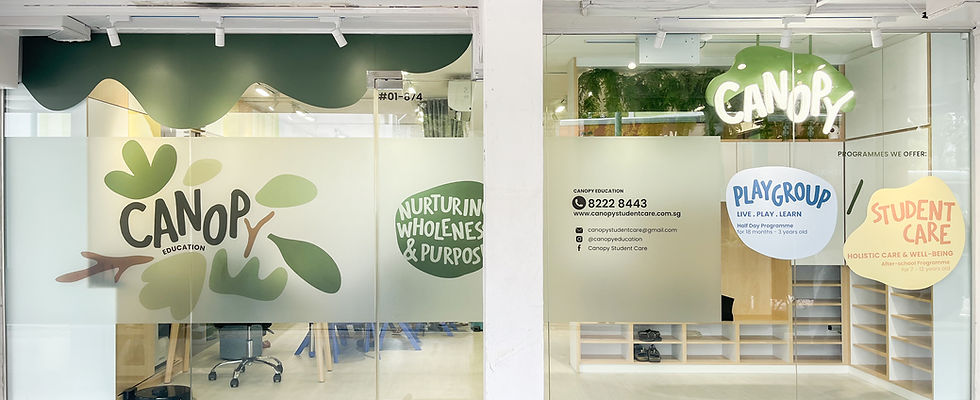 #01-674
CANOPY
EDUCATION
NURTURING
WHOLENESS
& PURPOSE
CANOPY
PROGRAMMES WE OFFER:
CANOPY EDUCATION
8222 8443
www.canopystudentcare.com.sg
canopystudentcare@gmail.com
@canopyeducation
Canopy Student Care
PLAYGROUP
LIVE . PLAY . LEARN
Half Day Programme
for 18 months - 3 years old
STUDENT
CARE
HOLISTIC CARE & WELL-BEING
After-school Programme
for 7 - 12 years old